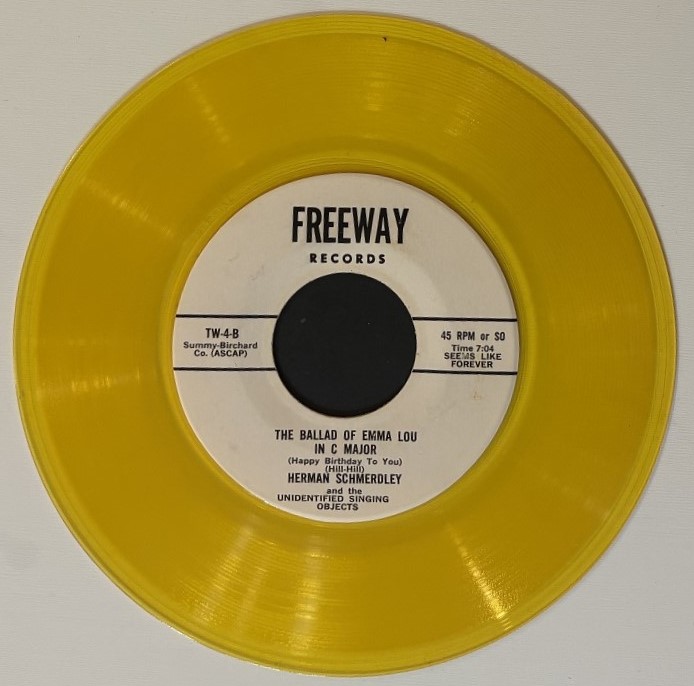 FREEWAY
RECORDS
TW-4-B
Summy-Birchard
Co. (ASCAP)
45 RPM or SO
Time 7:04
SEEMS LIKE
FOREVER
THE BALLAD OF EMMA LOU
IN C MAJOR
(Happy Birthday To You)
(Hill-Hill)
HERMAN SCHMERDLEY
and the
UNIDENTIFIED SINGING
OBJECTS